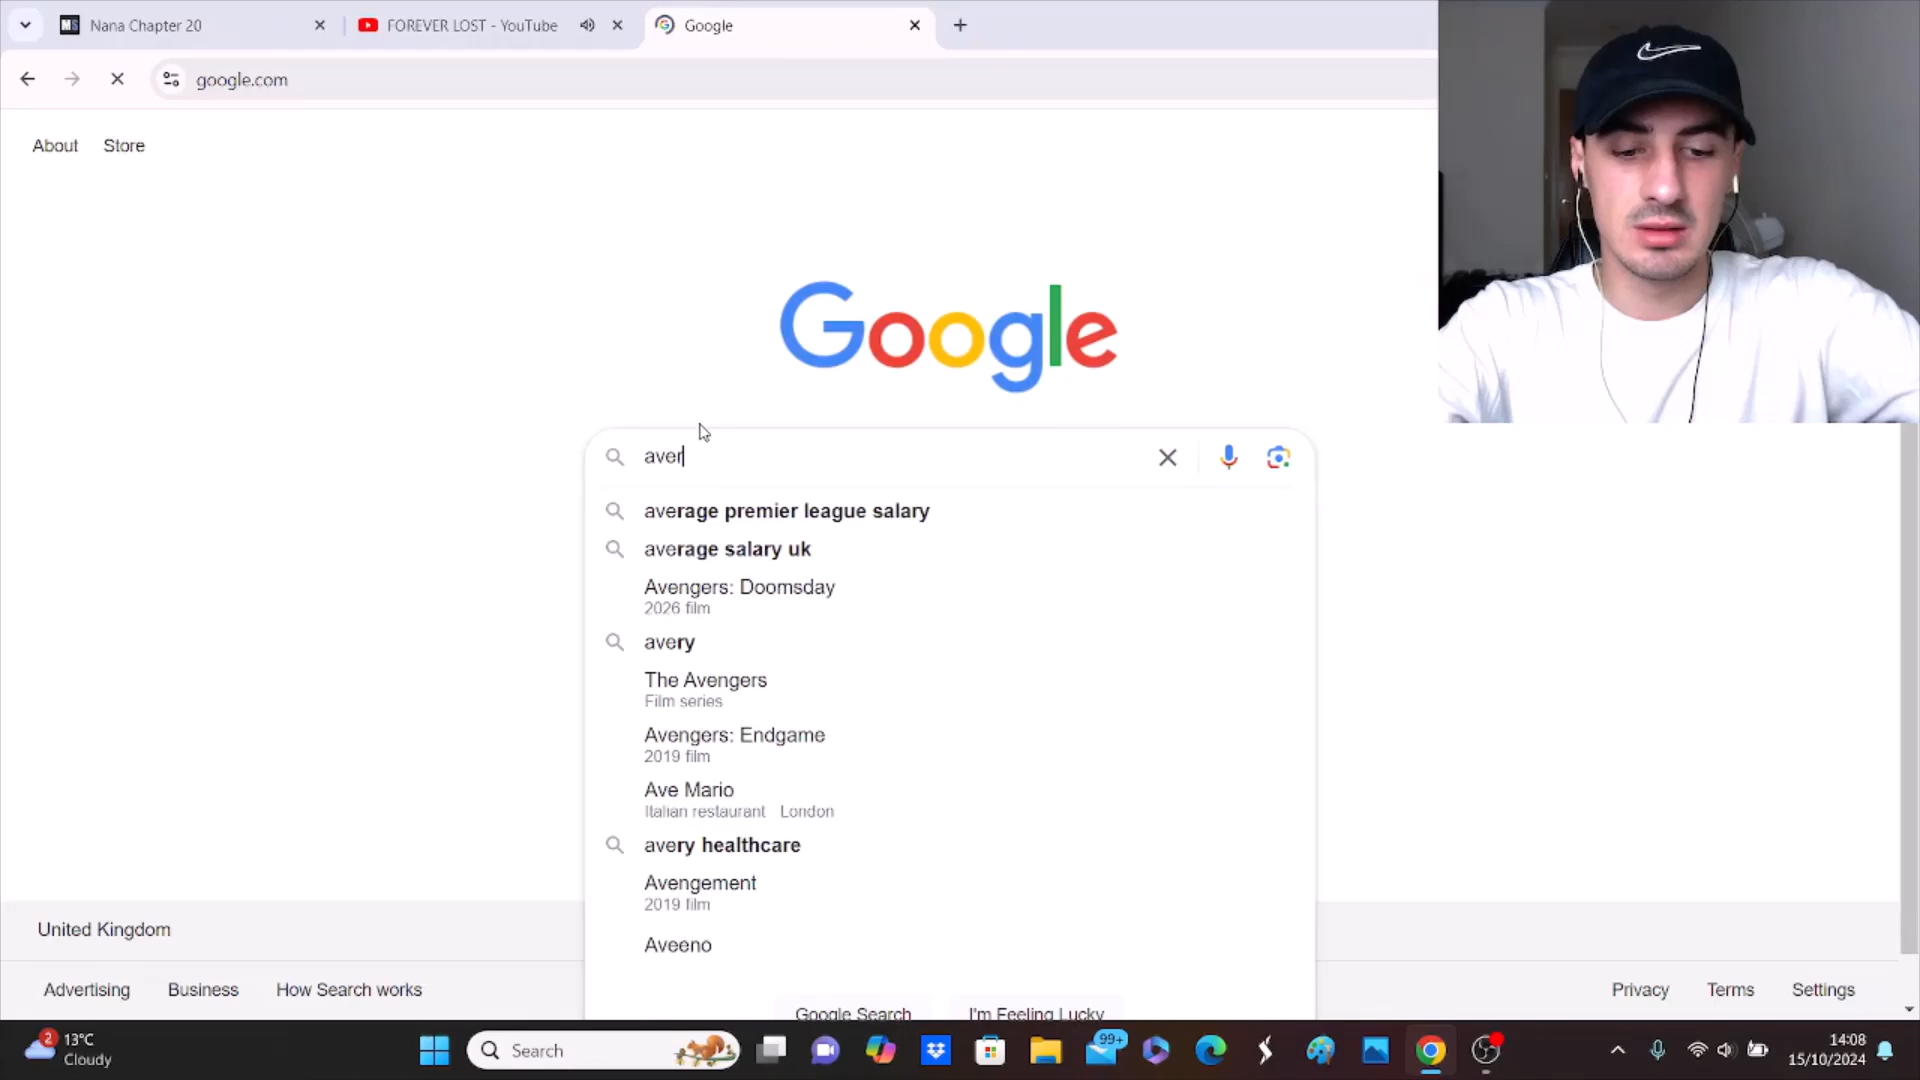 Nana Chapter 20
FOREVER LOST - YouTube
Google
google.com
About
Store
Google
aver
average premier league salary
average salary uk
Avengers: Doomsday
2026 film
avery
The Avengers
Film series
Avengers: Endgame
2019 film
Ave Mario
Italian restaurant London
avery healthcare
Avengement
2019 film
Aveeno
Google Search
I'm Feeling Lucky
United Kingdom
Advertising
Business
How Search works
Privacy
Terms
Settings
2
13°C
Cloudy
Search
99+
14:08
15/10/2024